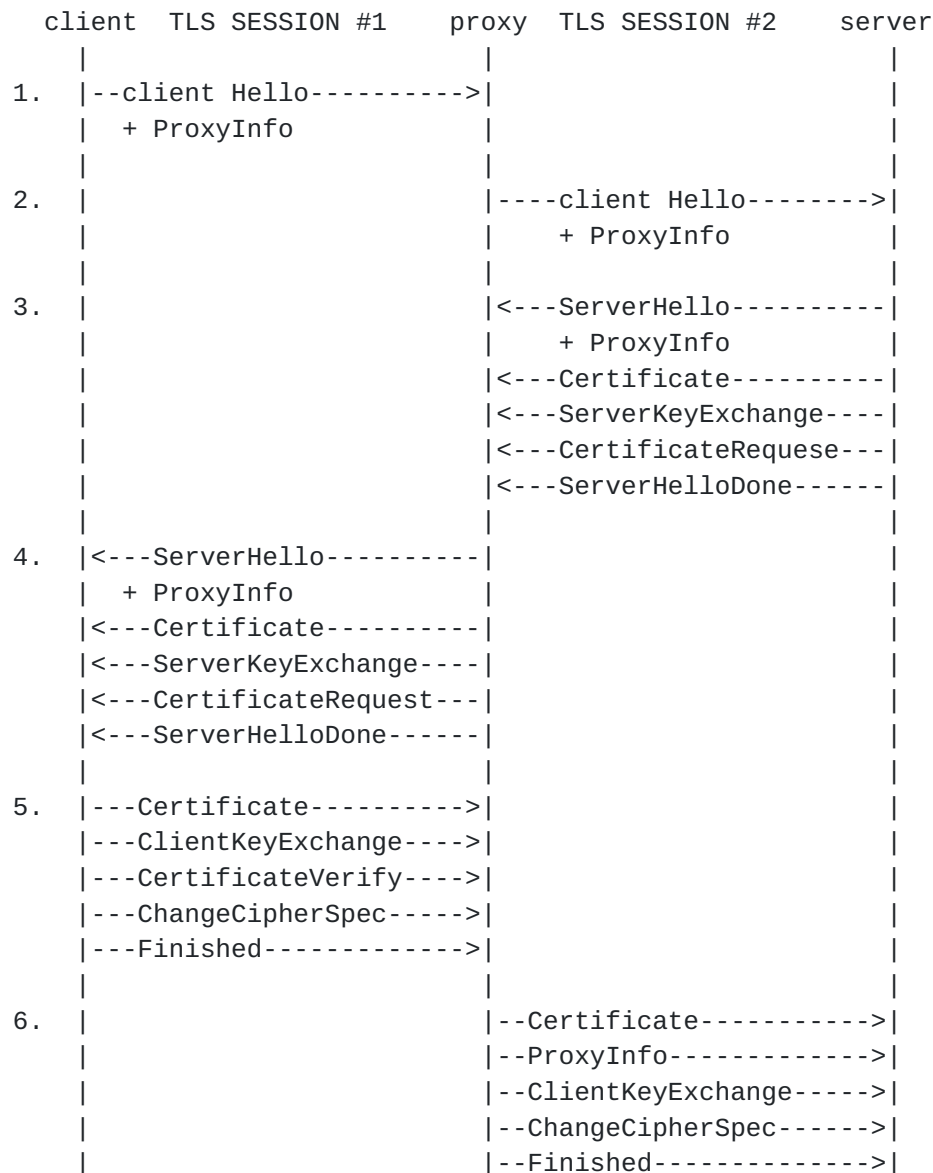 client  TLS SESSION #1    proxy  TLS SESSION #2    server
   |                        |                        |
1.  |--client Hello---------->|                        |
    |  + ProxyInfo            |                        |
    |                         |                        |
2.  |                         |----client Hello-------->|
    |                         |    + ProxyInfo         |
    |                         |                        |
3.  |                         |<---ServerHello----------|
    |                         |    + ProxyInfo         |
    |                         |<---Certificate----------|
    |                         |<---ServerKeyExchange----|
    |                         |<---CertificateRequese---|
    |                         |<---ServerHelloDone------|
    |                         |                        |
4.  |<---ServerHello----------|                        |
    |  + ProxyInfo            |                        |
    |<---Certificate----------|                        |
    |<---ServerKeyExchange----|                        |
    |<---CertificateRequest---|                        |
    |<---ServerHelloDone------|                        |
    |                         |                        |
5.  |---Certificate---------->|                        |
    |---ClientKeyExchange---->|                        |
    |---CertificateVerify---->|                        |
    |---ChangeCipherSpec----->|                        |
    |---Finished------------->|                        |
    |                         |                        |
6.  |                         |--Certificate----------->|
    |                         |--ProxyInfo------------->|
    |                         |--ClientKeyExchange----->|
    |                         |--ChangeCipherSpec------>|
    |                         |--Finished-------------->|